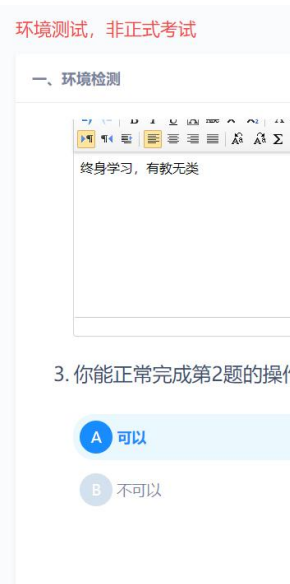 环境测试，非正式考试
一、环境检测
终身学习，有教无类
3. 你能正常完成第2题的操
A 可以
B 不可以